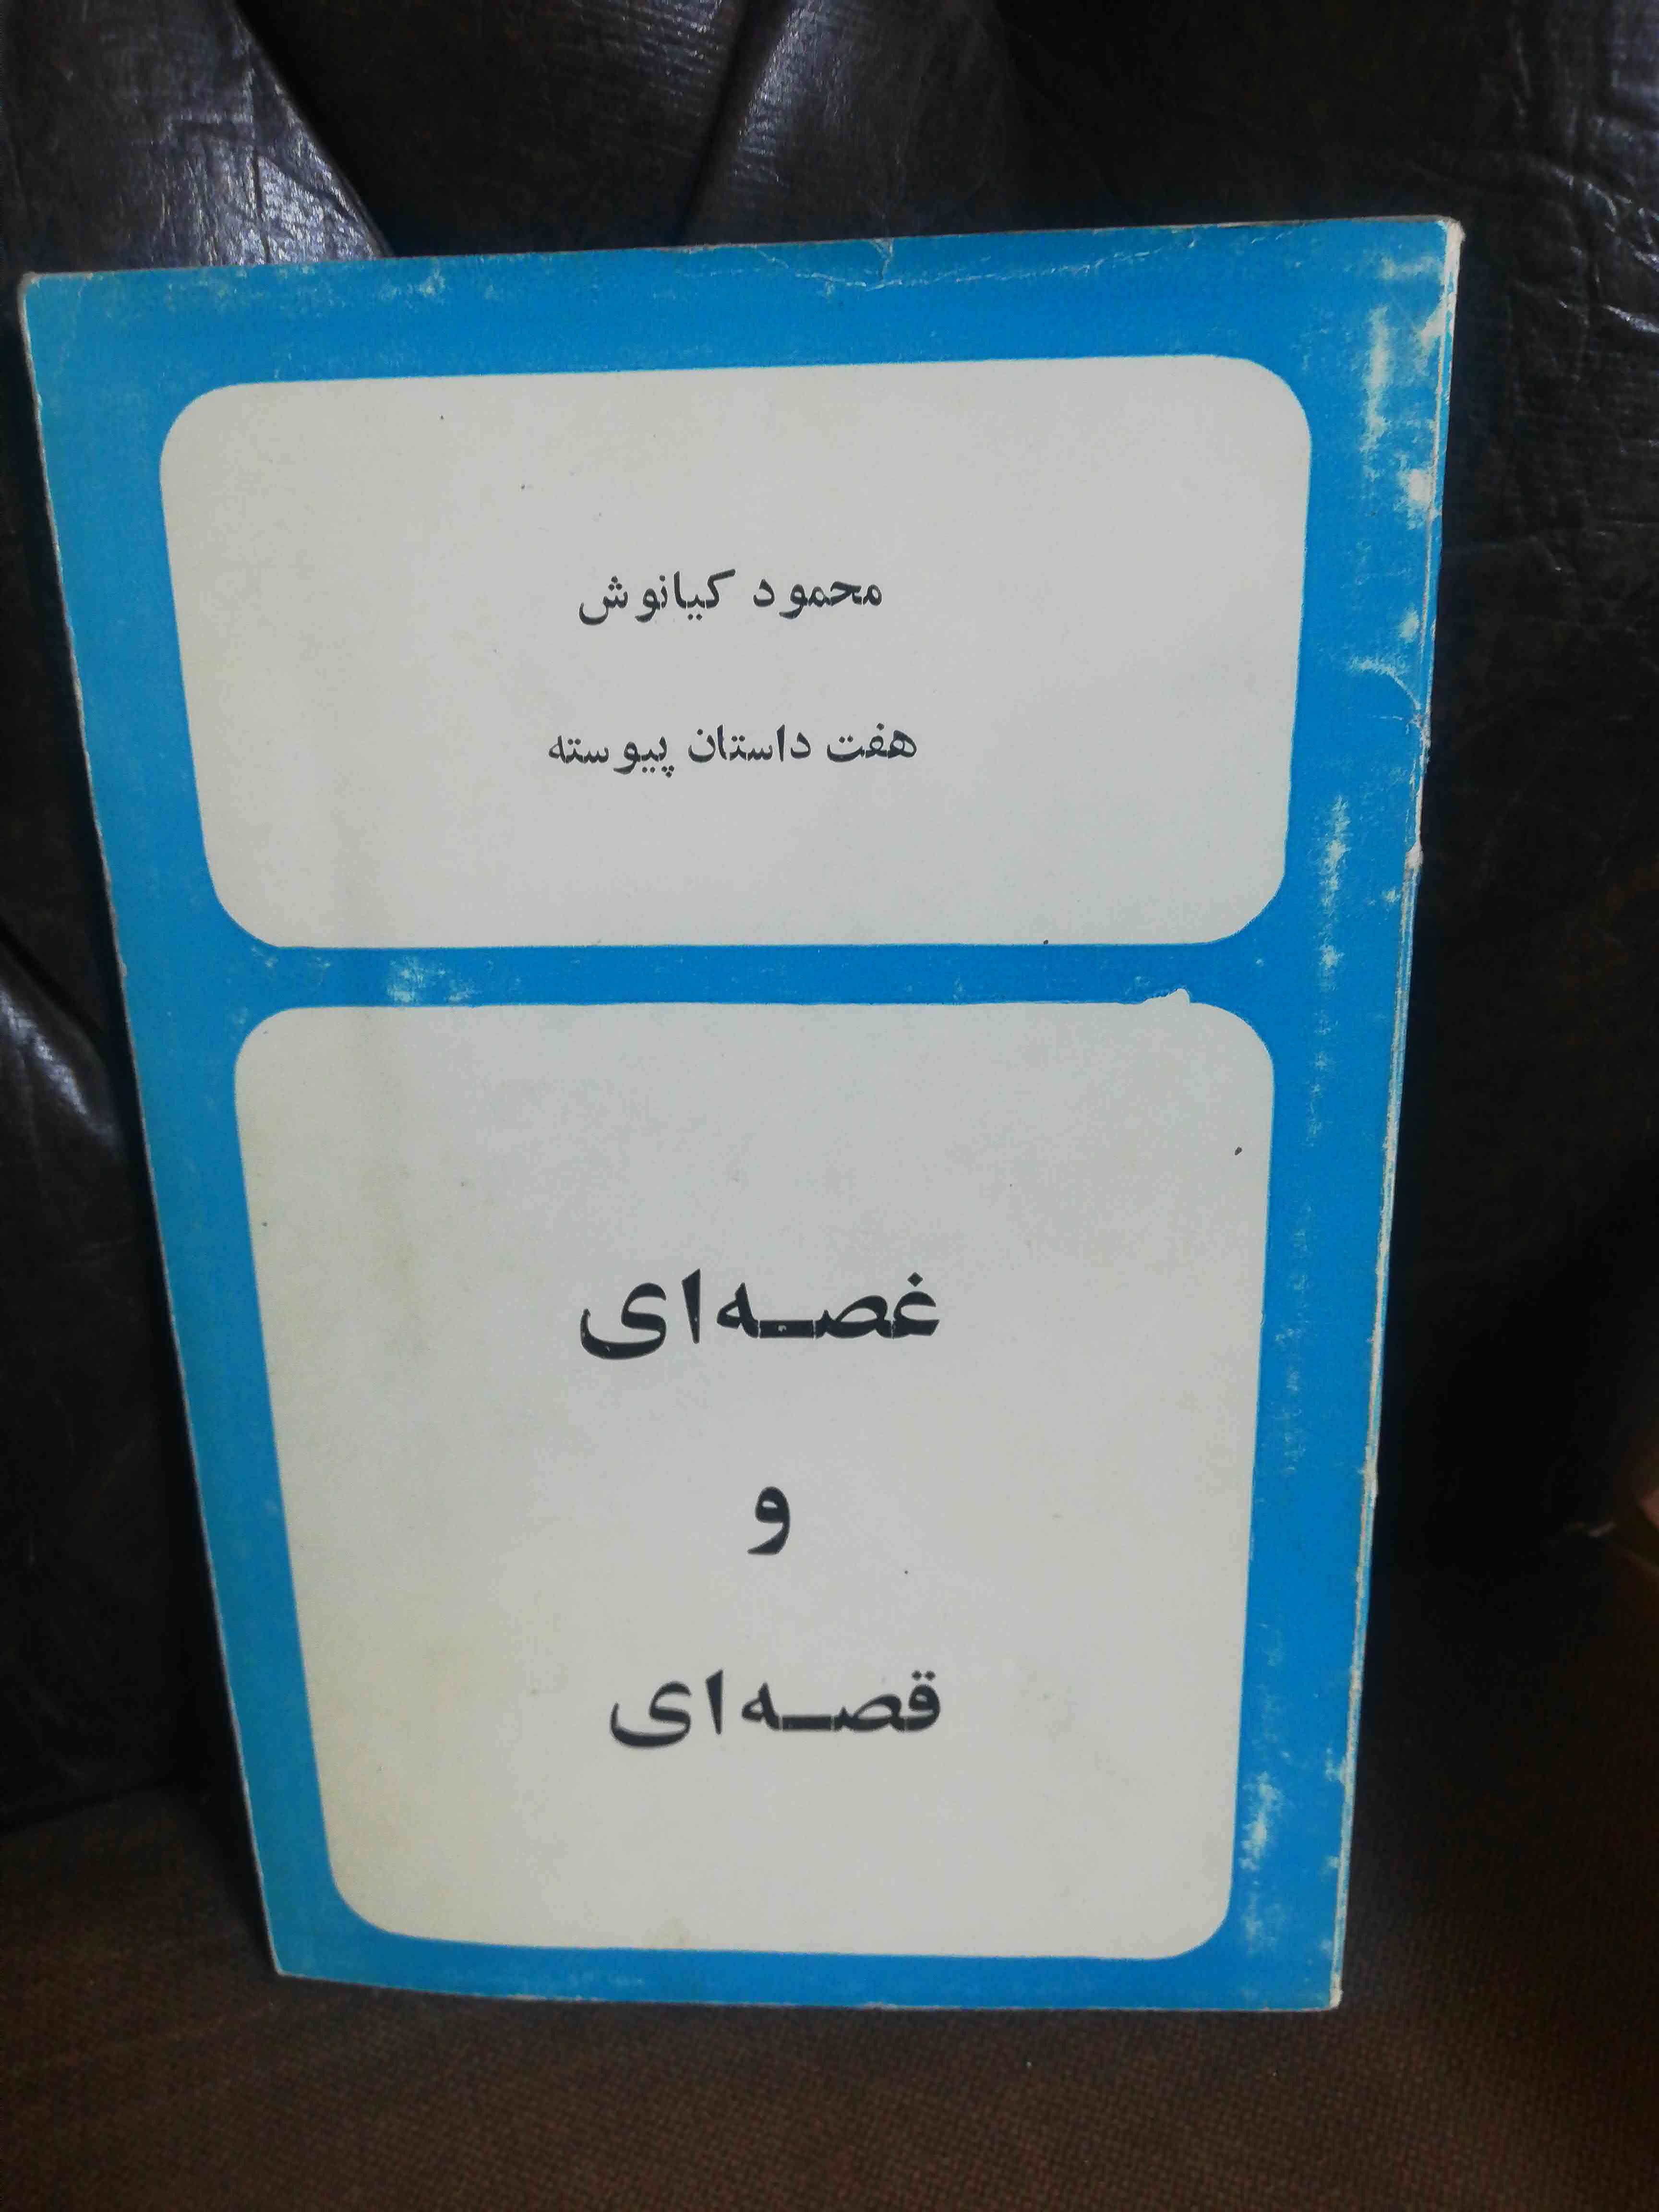 محمود کیانوش
هفت داستان پیوسته
غصه‌ای
و
قصه‌ای